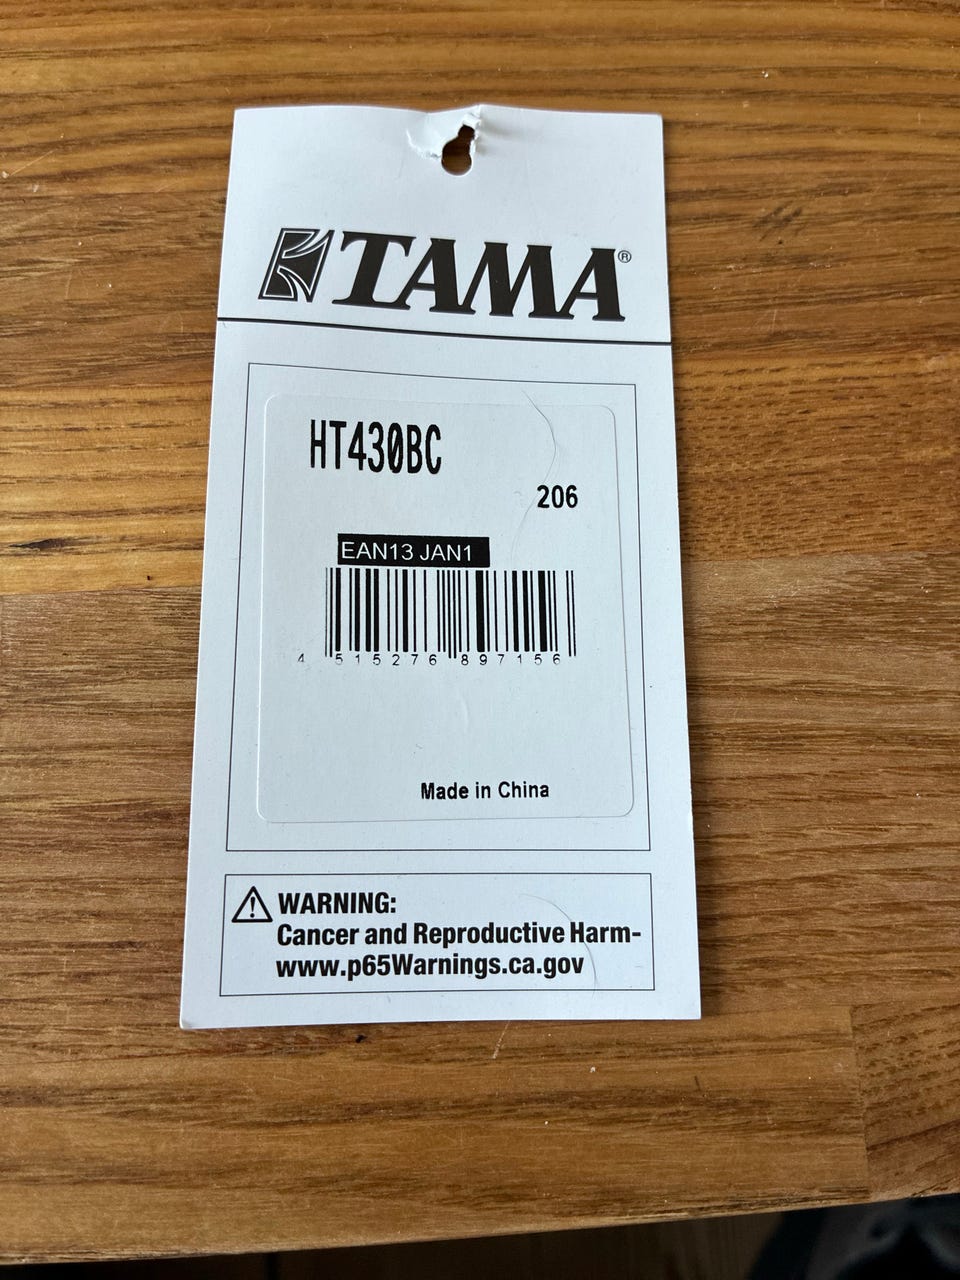 TAMA®
HT430BC
206
EAN13 JAN1
4 515276 897156
Made in China
WARNING:
Cancer and Reproductive Harm-
www.p65Warnings.ca.gov